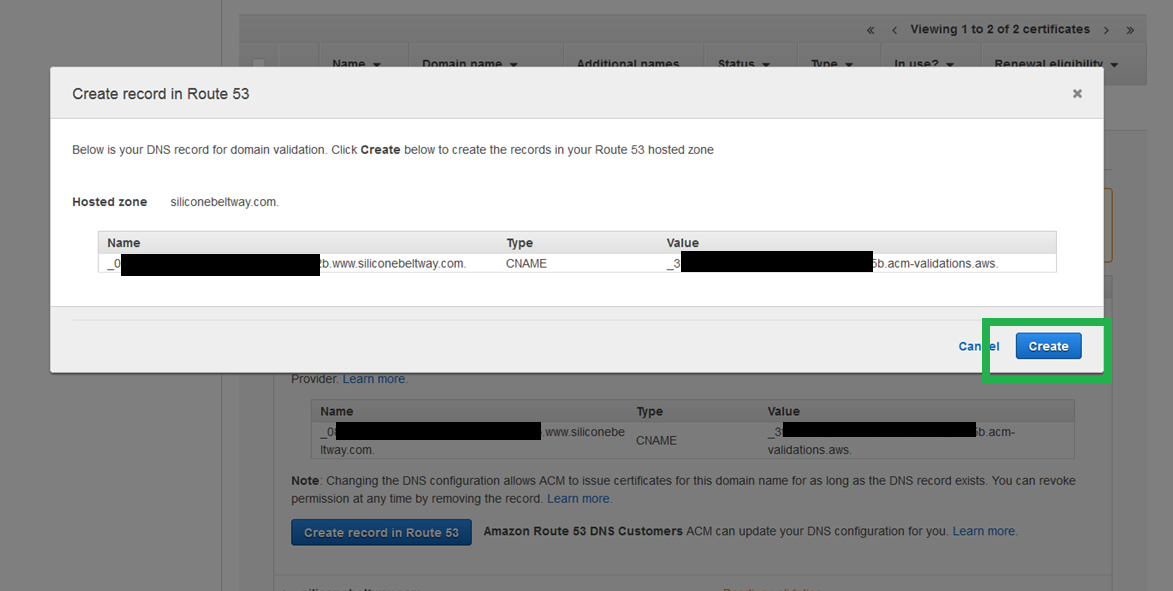 « ‹ Viewing 1 to 2 of 2 certificates › »
Name Domain name Additional names Status Type In use? Renewal eligibility
Create record in Route 53 ×
Below is your DNS record for domain validation. Click Create below to create the records in your Route 53 hosted zone
Hosted zone siliconebeltway.com.
Name Type Value
_0 b.www.siliconebeltway.com. CNAME _3 5b.acm-validations.aws.
Cancel Create
Provider. Learn more.
Name Type Value
_0 .www.siliconebe
ltway.com.
CNAME
_3 b.acm-
validations.aws.
Note: Changing the DNS configuration allows ACM to issue certificates for this domain name for as long as the DNS record exists. You can revoke
permission at any time by removing the record. Learn more.
Create record in Route 53 Amazon Route 53 DNS Customers ACM can update your DNS configuration for you. Learn more.